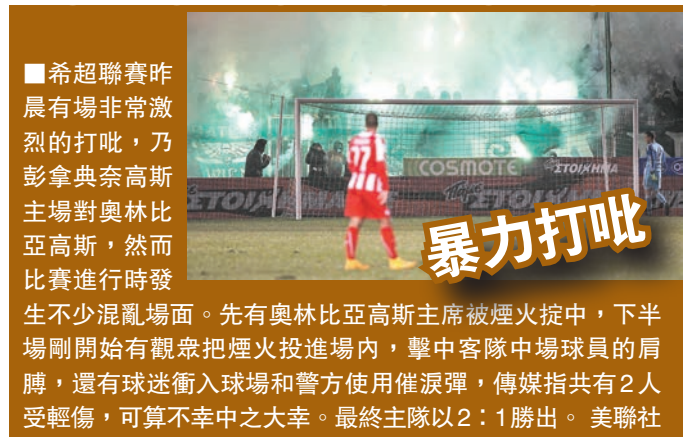 ■希超聯賽昨
晨有場非常激
烈的打吡，乃
彭拿典奈高斯
主場對奧林比
亞高斯，然而
比賽進行時發
生不少混亂場面。先有奧林比亞高斯主席被煙火掟中，下半
場剛開始有觀眾把煙火投進場內，擊中客隊中場球員的肩
膊，還有球迷衝入球場和警方使用催淚彈，傳媒指共有2人
受輕傷，可算不幸中之大幸。最終主隊以2：1勝出。 美聯社
COSMOTE
ΣΤΟΙΧΗΜΑ
77
暴力打吡